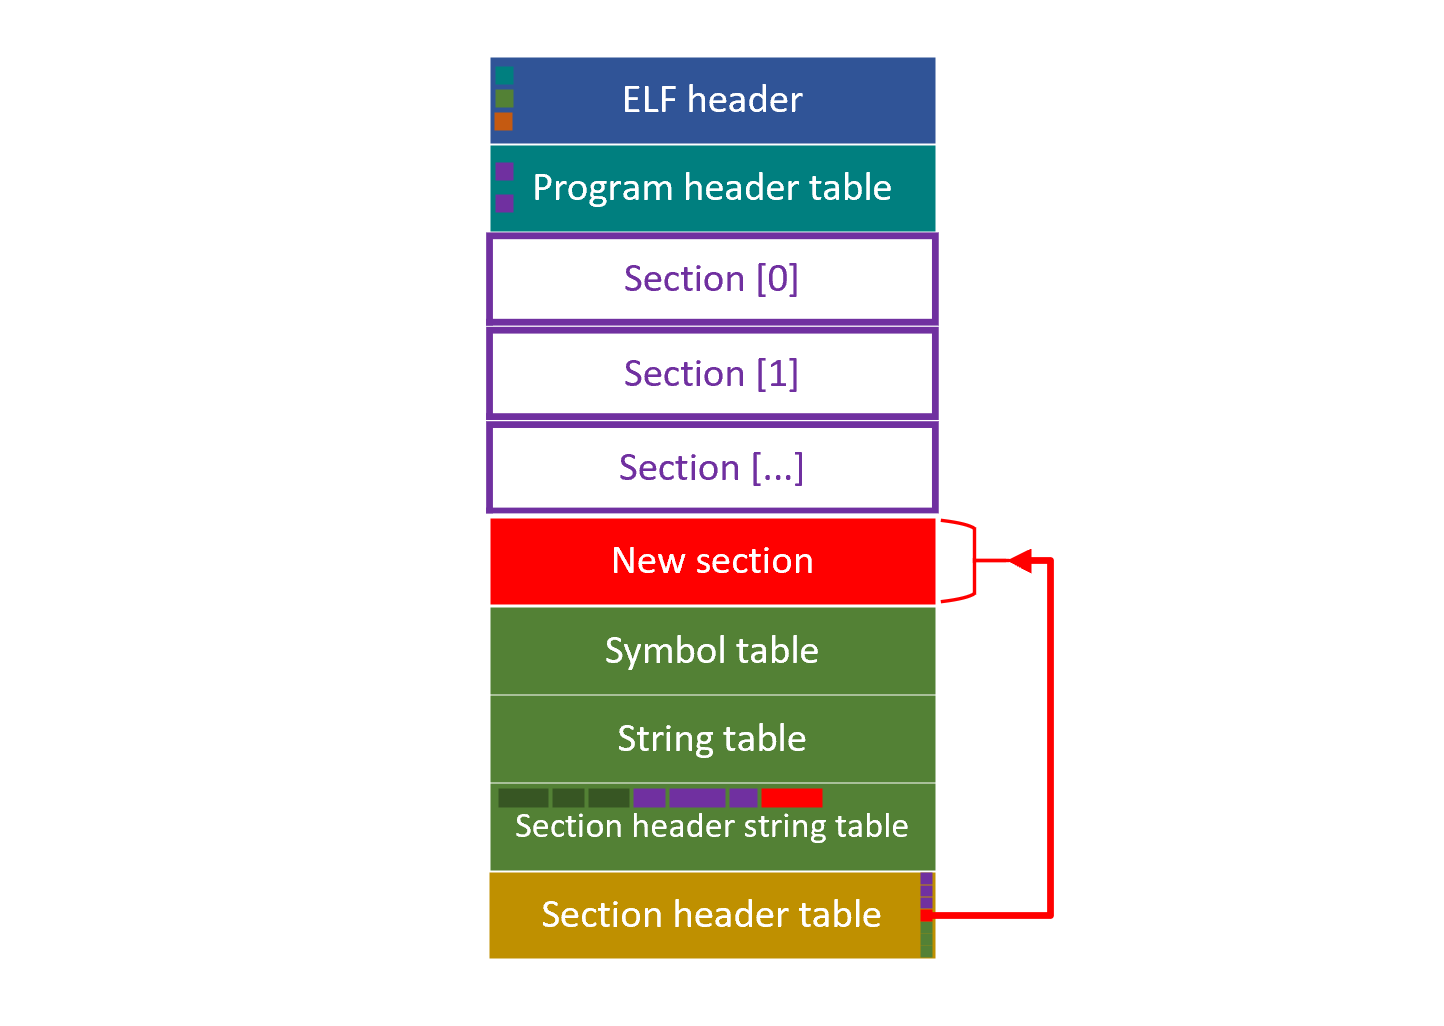 ELF header
Program header table
Section [0]
Section [1]
Section [...]
New section
Symbol table
String table
Section header string table
Section header table